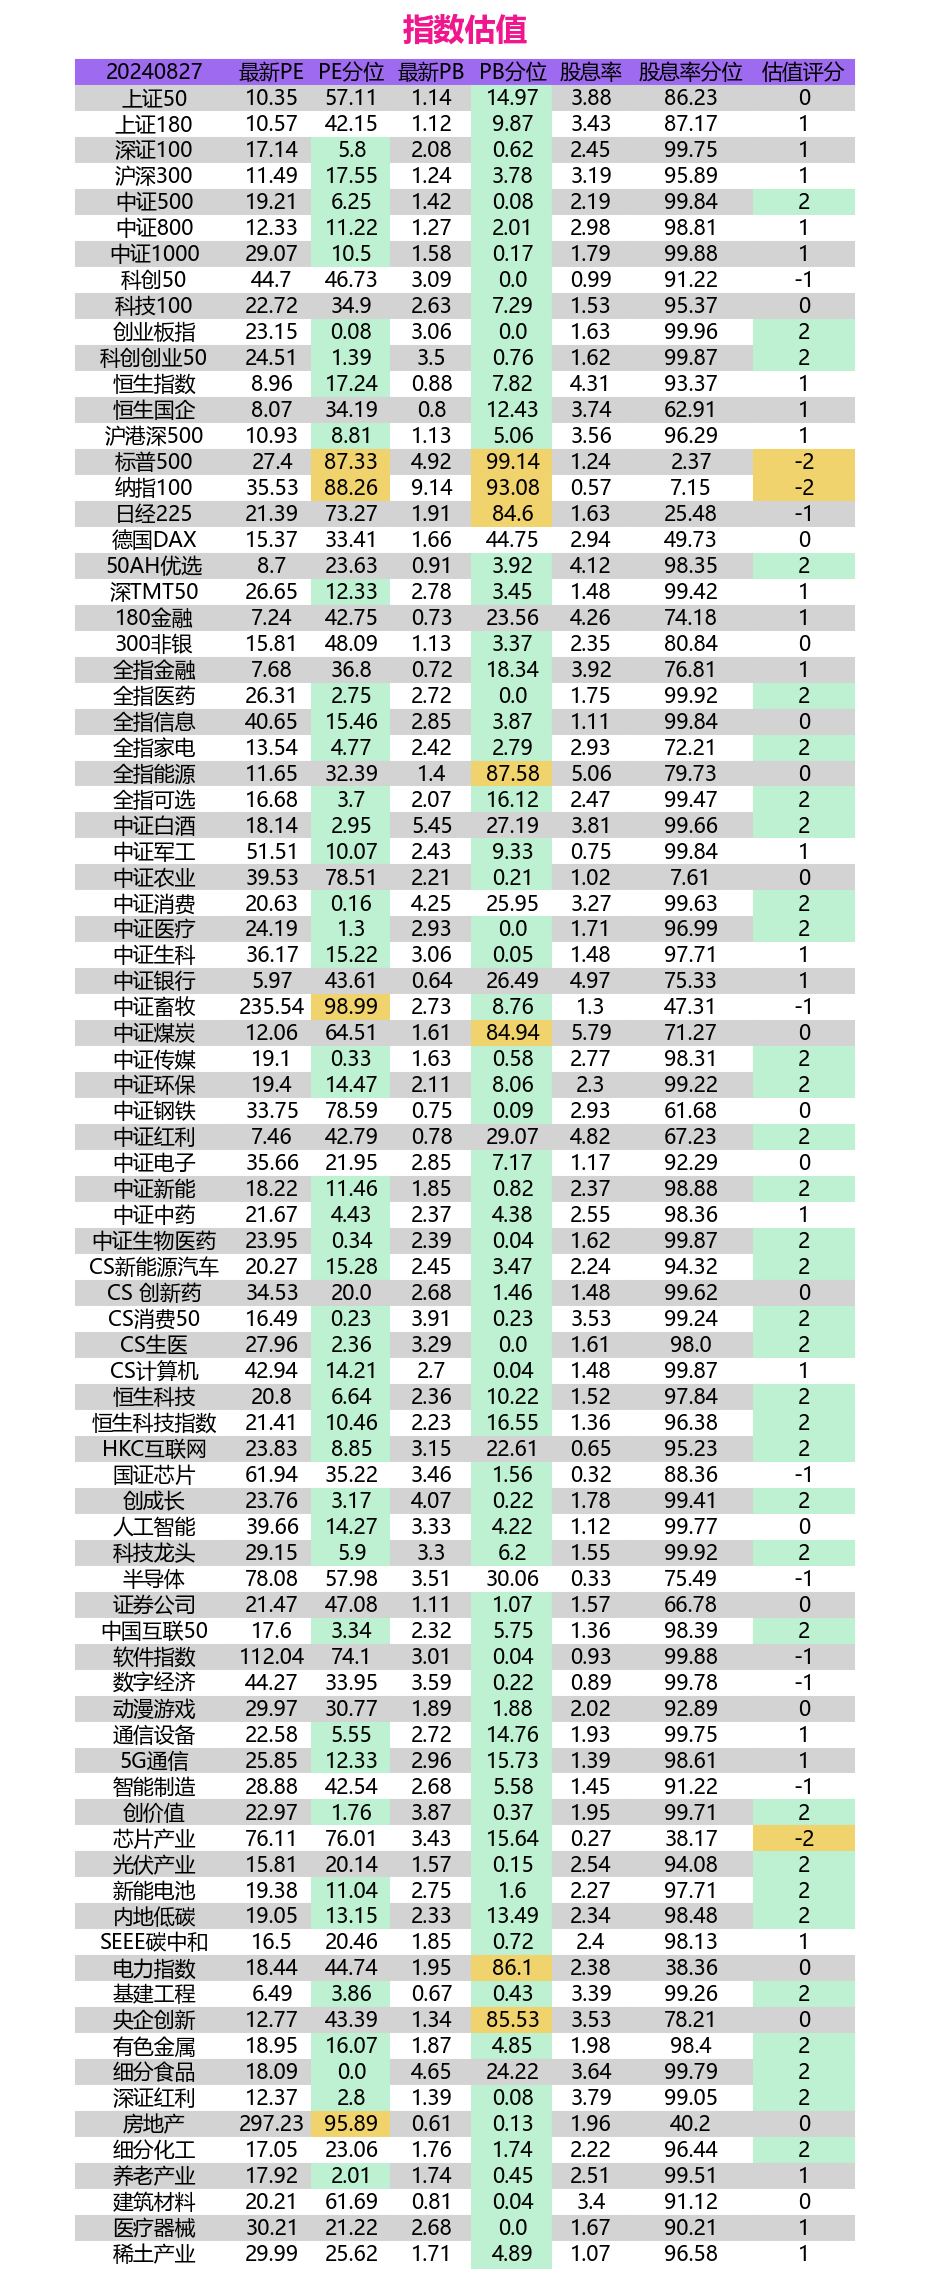 指数估值
20240827 最新PE PE分位 最新PB PB分位 股息率 股息率分位 估值评分
上证50 10.35 57.11 1.14 14.97 3.88 86.23 0
上证180 10.57 42.15 1.12 9.87 3.43 87.17 1
深证100 17.14 5.8 2.08 0.62 2.45 99.75 1
沪深300 11.49 17.55 1.24 3.78 3.19 95.89 1
中证500 19.21 6.25 1.42 0.08 2.19 99.84 2
中证800 12.33 11.22 1.27 2.01 2.98 98.81 1
中证1000 29.07 10.5 1.58 0.17 1.79 99.88 1
科创50 44.7 46.73 3.09 0.0 0.99 91.22 -1
科技100 22.72 34.9 2.63 7.29 1.53 95.37 0
创业板指 23.15 0.08 3.06 0.0 1.63 99.96 2
科创创业50 24.51 1.39 3.5 0.76 1.62 99.87 2
恒生指数 8.96 17.24 0.88 7.82 4.31 93.37 1
恒生国企 8.07 34.19 0.8 12.43 3.74 62.91 1
沪港深500 10.93 8.81 1.13 5.06 3.56 96.29 1
标普500 27.4 87.33 4.92 99.14 1.24 2.37 -2
纳指100 35.53 88.26 9.14 93.08 0.57 7.15 -2
日经225 21.39 73.27 1.91 84.6 1.63 25.48 -1
德国DAX 15.37 33.41 1.66 44.75 2.94 49.73 0
50AH优选 8.7 23.63 0.91 3.92 4.12 98.35 2
深TMT50 26.65 12.33 2.78 3.45 1.48 99.42 1
180金融 7.24 42.75 0.73 23.56 4.26 74.18 1
300非银 15.81 48.09 1.13 3.37 2.35 80.84 0
全指金融 7.68 36.8 0.72 18.34 3.92 76.81 1
全指医药 26.31 2.75 2.72 0.0 1.75 99.92 2
全指信息 40.65 15.46 2.85 3.87 1.11 99.84 0
全指家电 13.54 4.77 2.42 2.79 2.93 72.21 2
全指能源 11.65 32.39 1.4 87.58 5.06 79.73 0
全指可选 16.68 3.7 2.07 16.12 2.47 99.47 2
中证白酒 18.14 2.95 5.45 27.19 3.81 99.66 2
中证军工 51.51 10.07 2.43 9.33 0.75 99.84 1
中证农业 39.53 78.51 2.21 0.21 1.02 7.61 0
中证消费 20.63 0.16 4.25 25.95 3.27 99.63 2
中证医疗 24.19 1.3 2.93 0.0 1.71 96.99 2
中证生科 36.17 15.22 3.06 0.05 1.48 97.71 1
中证银行 5.97 43.61 0.64 26.49 4.97 75.33 1
中证畜牧 235.54 98.99 2.73 8.76 1.3 47.31 -1
中证煤炭 12.06 64.51 1.61 84.94 5.79 71.27 0
中证传媒 19.1 0.33 1.63 0.58 2.77 98.31 2
中证环保 19.4 14.47 2.11 8.06 2.3 99.22 2
中证钢铁 33.75 78.59 0.75 0.09 2.93 61.68 0
中证红利 7.46 42.79 0.78 29.07 4.82 67.23 2
中证电子 35.66 21.95 2.85 7.17 1.17 92.29 0
中证新能 18.22 11.46 1.85 0.82 2.37 98.88 2
中证中药 21.67 4.43 2.37 4.38 2.55 98.36 1
中证生物医药 23.95 0.34 2.39 0.04 1.62 99.87 2
CS新能源汽车 20.27 15.28 2.45 3.47 2.24 94.32 2
CS 创新药 34.53 20.0 2.68 1.46 1.48 99.62 0
CS消费50 16.49 0.23 3.91 0.23 3.53 99.24 2
CS生医 27.96 2.36 3.29 0.0 1.61 98.0 2
CS计算机 42.94 14.21 2.7 0.04 1.48 99.87 1
恒生科技 20.8 6.64 2.36 10.22 1.52 97.84 2
恒生科技指数 21.41 10.46 2.23 16.55 1.36 96.38 2
HKC互联网 23.83 8.85 3.15 22.61 0.65 95.23 2
国证芯片 61.94 35.22 3.46 1.56 0.32 88.36 -1
创成长 23.76 3.17 4.07 0.22 1.78 99.41 2
人工智能 39.66 14.27 3.33 4.22 1.12 99.77 0
科技龙头 29.15 5.9 3.3 6.2 1.55 99.92 2
半导体 78.08 57.98 3.51 30.06 0.33 75.49 -1
证券公司 21.47 47.08 1.11 1.07 1.57 66.78 0
中国互联50 17.6 3.34 2.32 5.75 1.36 98.39 2
软件指数 112.04 74.1 3.01 0.04 0.93 99.88 -1
数字经济 44.27 33.95 3.59 0.22 0.89 99.78 -1
动漫游戏 29.97 30.77 1.89 1.88 2.02 92.89 0
通信设备 22.58 5.55 2.72 14.76 1.93 99.75 1
5G通信 25.85 12.33 2.96 15.73 1.39 98.61 1
智能制造 28.88 42.54 2.68 5.58 1.45 91.22 -1
创价值 22.97 1.76 3.87 0.37 1.95 99.71 2
芯片产业 76.11 76.01 3.43 15.64 0.27 38.17 -2
光伏产业 15.81 20.14 1.57 0.15 2.54 94.08 2
新能电池 19.38 11.04 2.75 1.6 2.27 97.71 2
内地低碳 19.05 13.15 2.33 13.49 2.34 98.48 2
SEEE碳中和 16.5 20.46 1.85 0.72 2.4 98.13 1
电力指数 18.44 44.74 1.95 86.1 2.38 38.36 0
基建工程 6.49 3.86 0.67 0.43 3.39 99.26 2
央企创新 12.77 43.39 1.34 85.53 3.53 78.21 0
有色金属 18.95 16.07 1.87 4.85 1.98 98.4 2
细分食品 18.09 0.0 4.65 24.22 3.64 99.79 2
深证红利 12.37 2.8 1.39 0.08 3.79 99.05 2
房地产 297.23 95.89 0.61 0.13 1.96 40.2 0
细分化工 17.05 23.06 1.76 1.74 2.22 96.44 2
养老产业 17.92 2.01 1.74 0.45 2.51 99.51 1
建筑材料 20.21 61.69 0.81 0.04 3.4 91.12 0
医疗器械 30.21 21.22 2.68 0.0 1.67 90.21 1
稀土产业 29.99 25.62 1.71 4.89 1.07 96.58 1